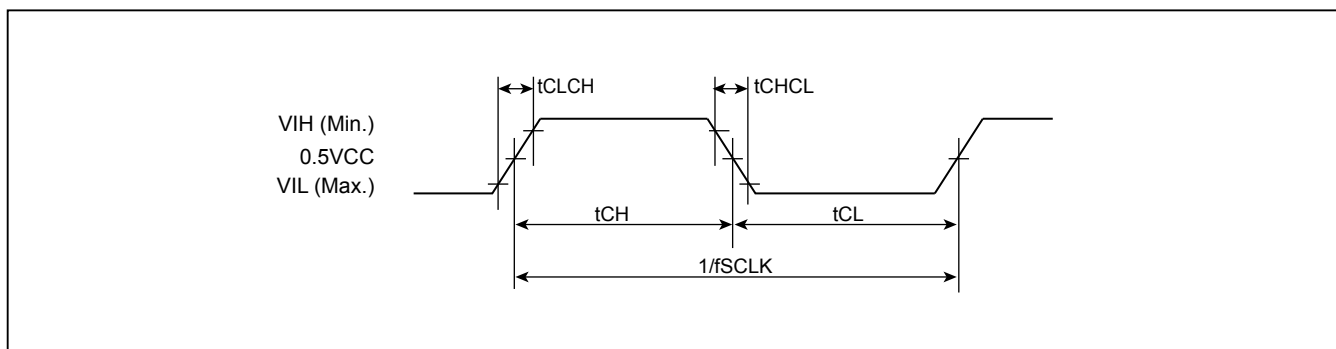 tCLCH
tCHCL
VIH (Min.)
0.5VCC
VIL (Max.)
tCH
tCL
1/fSCLK